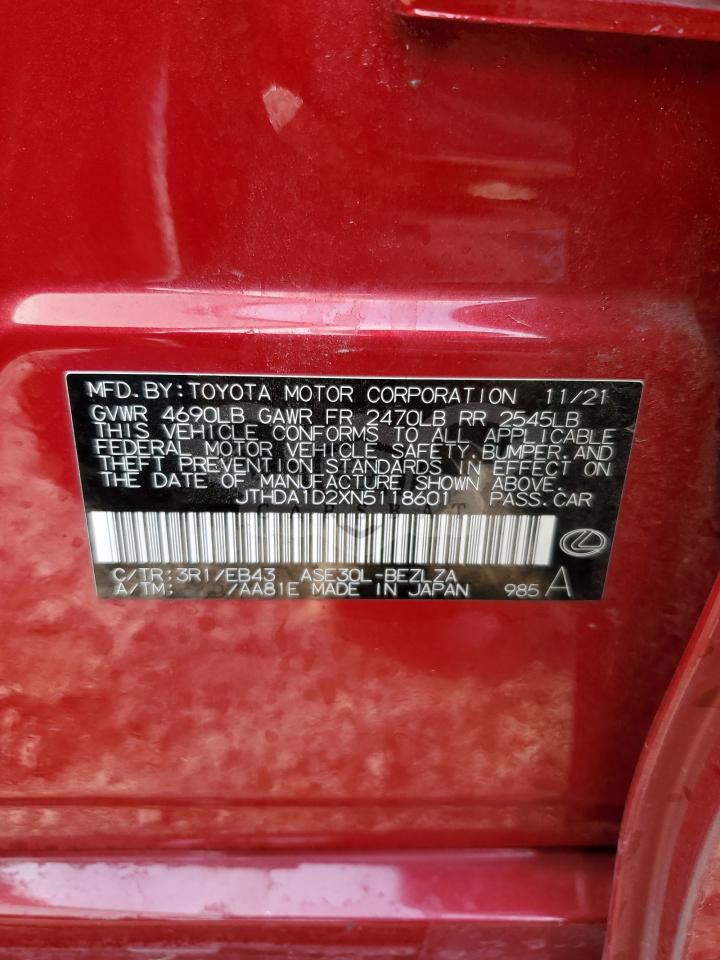 MFD.BY:TOYOTA MOTOR CORPORATION 11/21
GVWR 4690LB GAWR FR 2470LB RR 2545LB
THIS VEHICLE CONFORMS TO ALL APPLICABLE
FEDERAL MOTOR VEHICLE SAFETY,BUMPER,AND
THEFT PREVENTION STANDARDS IN EFFECT ON
THE DATE OF MANUFACTURE SHOWN ABOVE.
JTHDA1D2XN5118601 PASS.CAR
C/TR:3R1/EB43 ASE30L-BEZLZA
A/TM: /AA81E MADE IN JAPAN 985 A